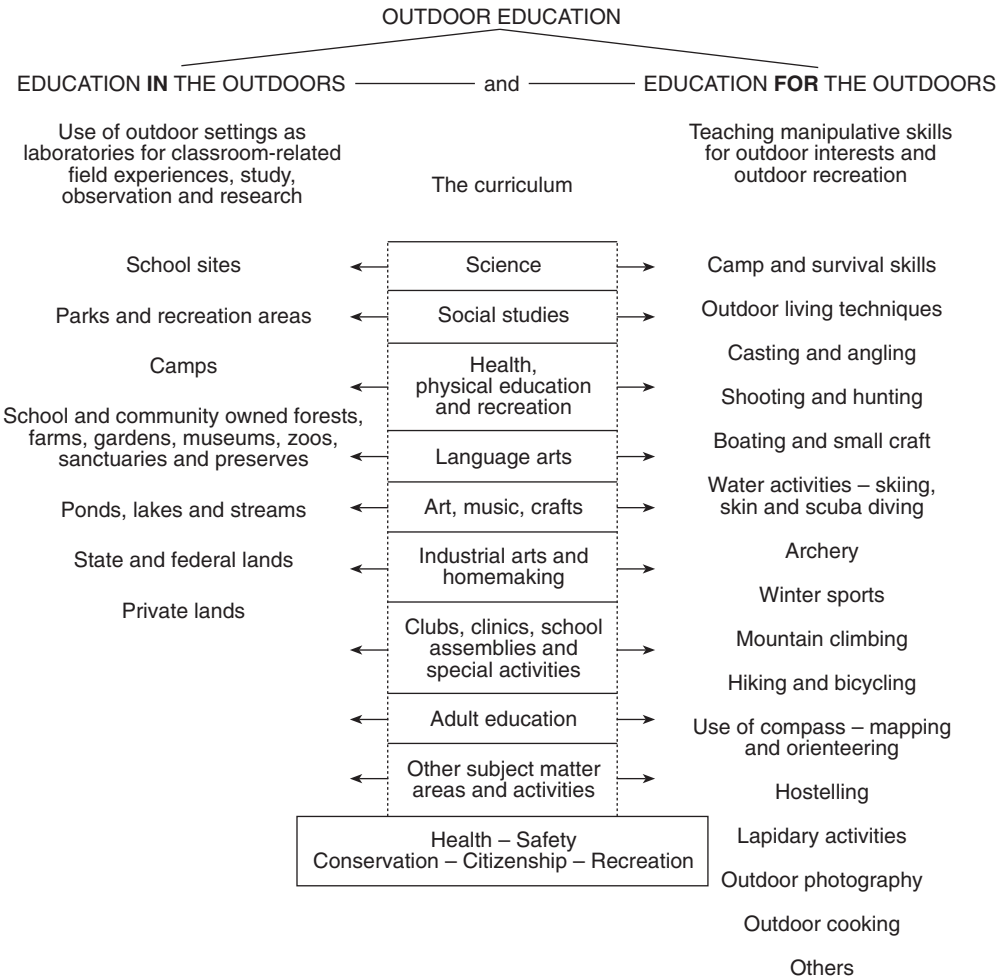 OUTDOOR EDUCATION
EDUCATION IN THE OUTDOORS
and
EDUCATION FOR THE OUTDOORS
Use of outdoor settings as
laboratories for classroom-related
field experiences, study,
observation and research
The curriculum
Teaching manipulative skills
for outdoor interests and
outdoor recreation
School sites
Parks and recreation areas
Camps
School and community owned forests,
farms, gardens, museums, zoos,
sanctuaries and preserves
Ponds, lakes and streams
State and federal lands
Private lands
Science
Social studies
Health,
physical education
and recreation
Language arts
Art, music, crafts
Industrial arts and
homemaking
Clubs, clinics, school
assemblies and
special activities
Adult education
Other subject matter
areas and activities
Health – Safety
Conservation – Citizenship – Recreation
Camp and survival skills
Outdoor living techniques
Casting and angling
Shooting and hunting
Boating and small craft
Water activities – skiing,
skin and scuba diving
Archery
Winter sports
Mountain climbing
Hiking and bicycling
Use of compass – mapping
and orienteering
Hostelling
Lapidary activities
Outdoor photography
Outdoor cooking
Others